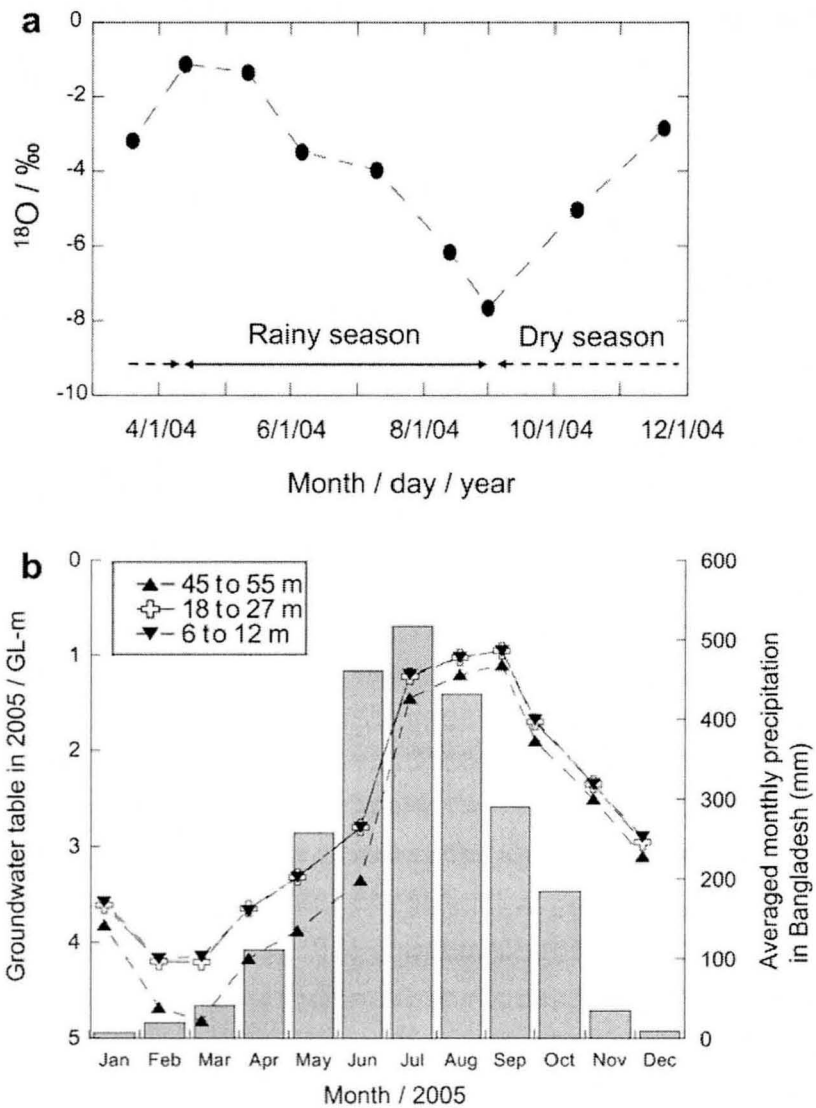 a
0
-2
-4
-6
-8
-10
¹⁸O / ‰
Rainy season
Dry season
4/1/04 6/1/04 8/1/04 10/1/04 12/1/04
Month / day / year
b
0
1
2
3
4
5
Groundwater table in 2005 / GL-m
45 to 55 m
18 to 27 m
6 to 12 m
600
500
400
300
200
100
0
Averaged monthly precipitation
in Bangladesh (mm)
Jan Feb Mar Apr May Jun Jul Aug Sep Oct Nov Dec
Month / 2005